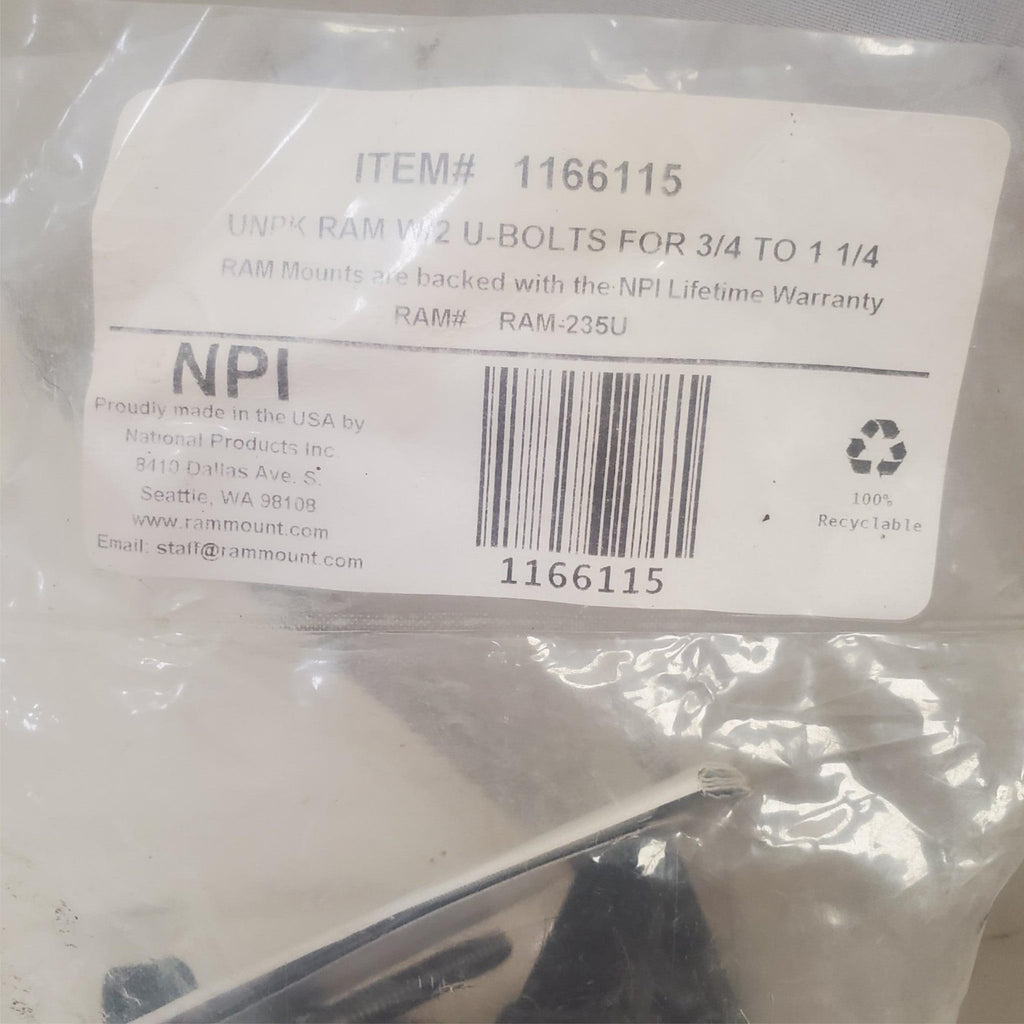 ITEM# 1166115
UNPK RAM W/2 U-BOLTS FOR 3/4 TO 1 1/4
RAM Mounts are backed with the NPI Lifetime Warranty
RAM# RAM-235U
NPI
Proudly made in the USA by
National Products Inc.
8410 Dallas Ave. S.
Seattle, WA 98108
www.rammount.com
Email: staff@rammount.com
1166115
100%
Recyclable